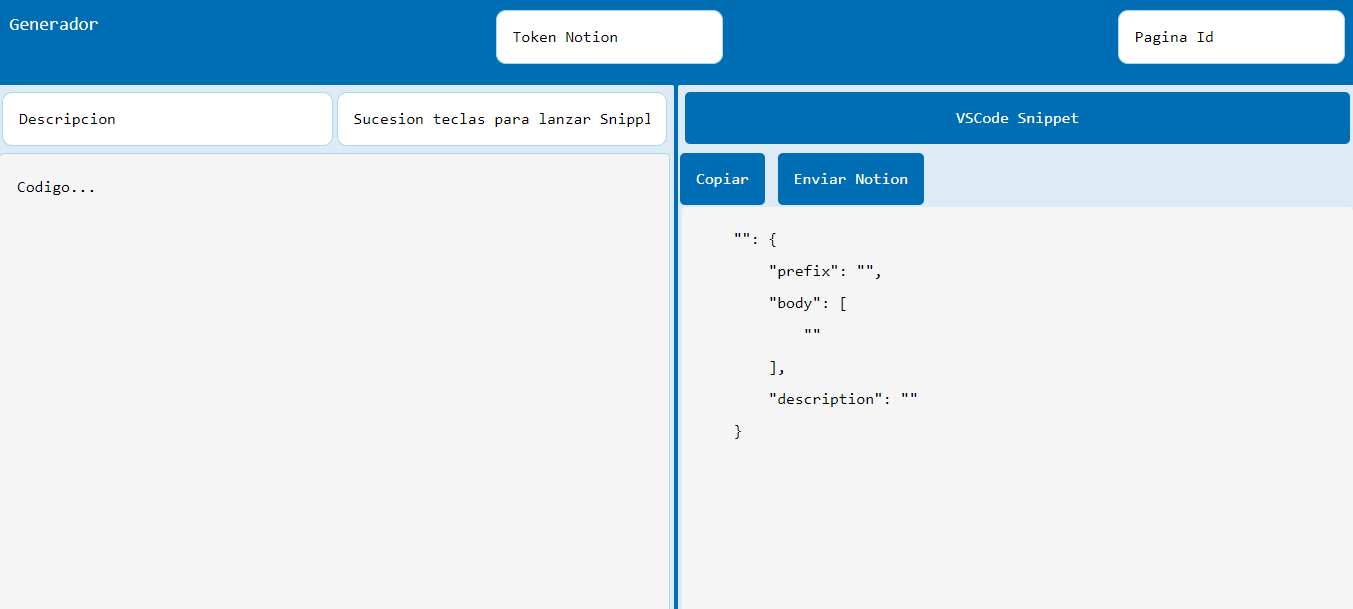 Generador
Token Notion
Pagina Id
Descripcion
Sucesion teclas para lanzar Snippl
VSCode Snippet
Copiar
Enviar Notion
Codigo...
"": {
"prefix": "",
"body": [
""
],
"description": ""
}